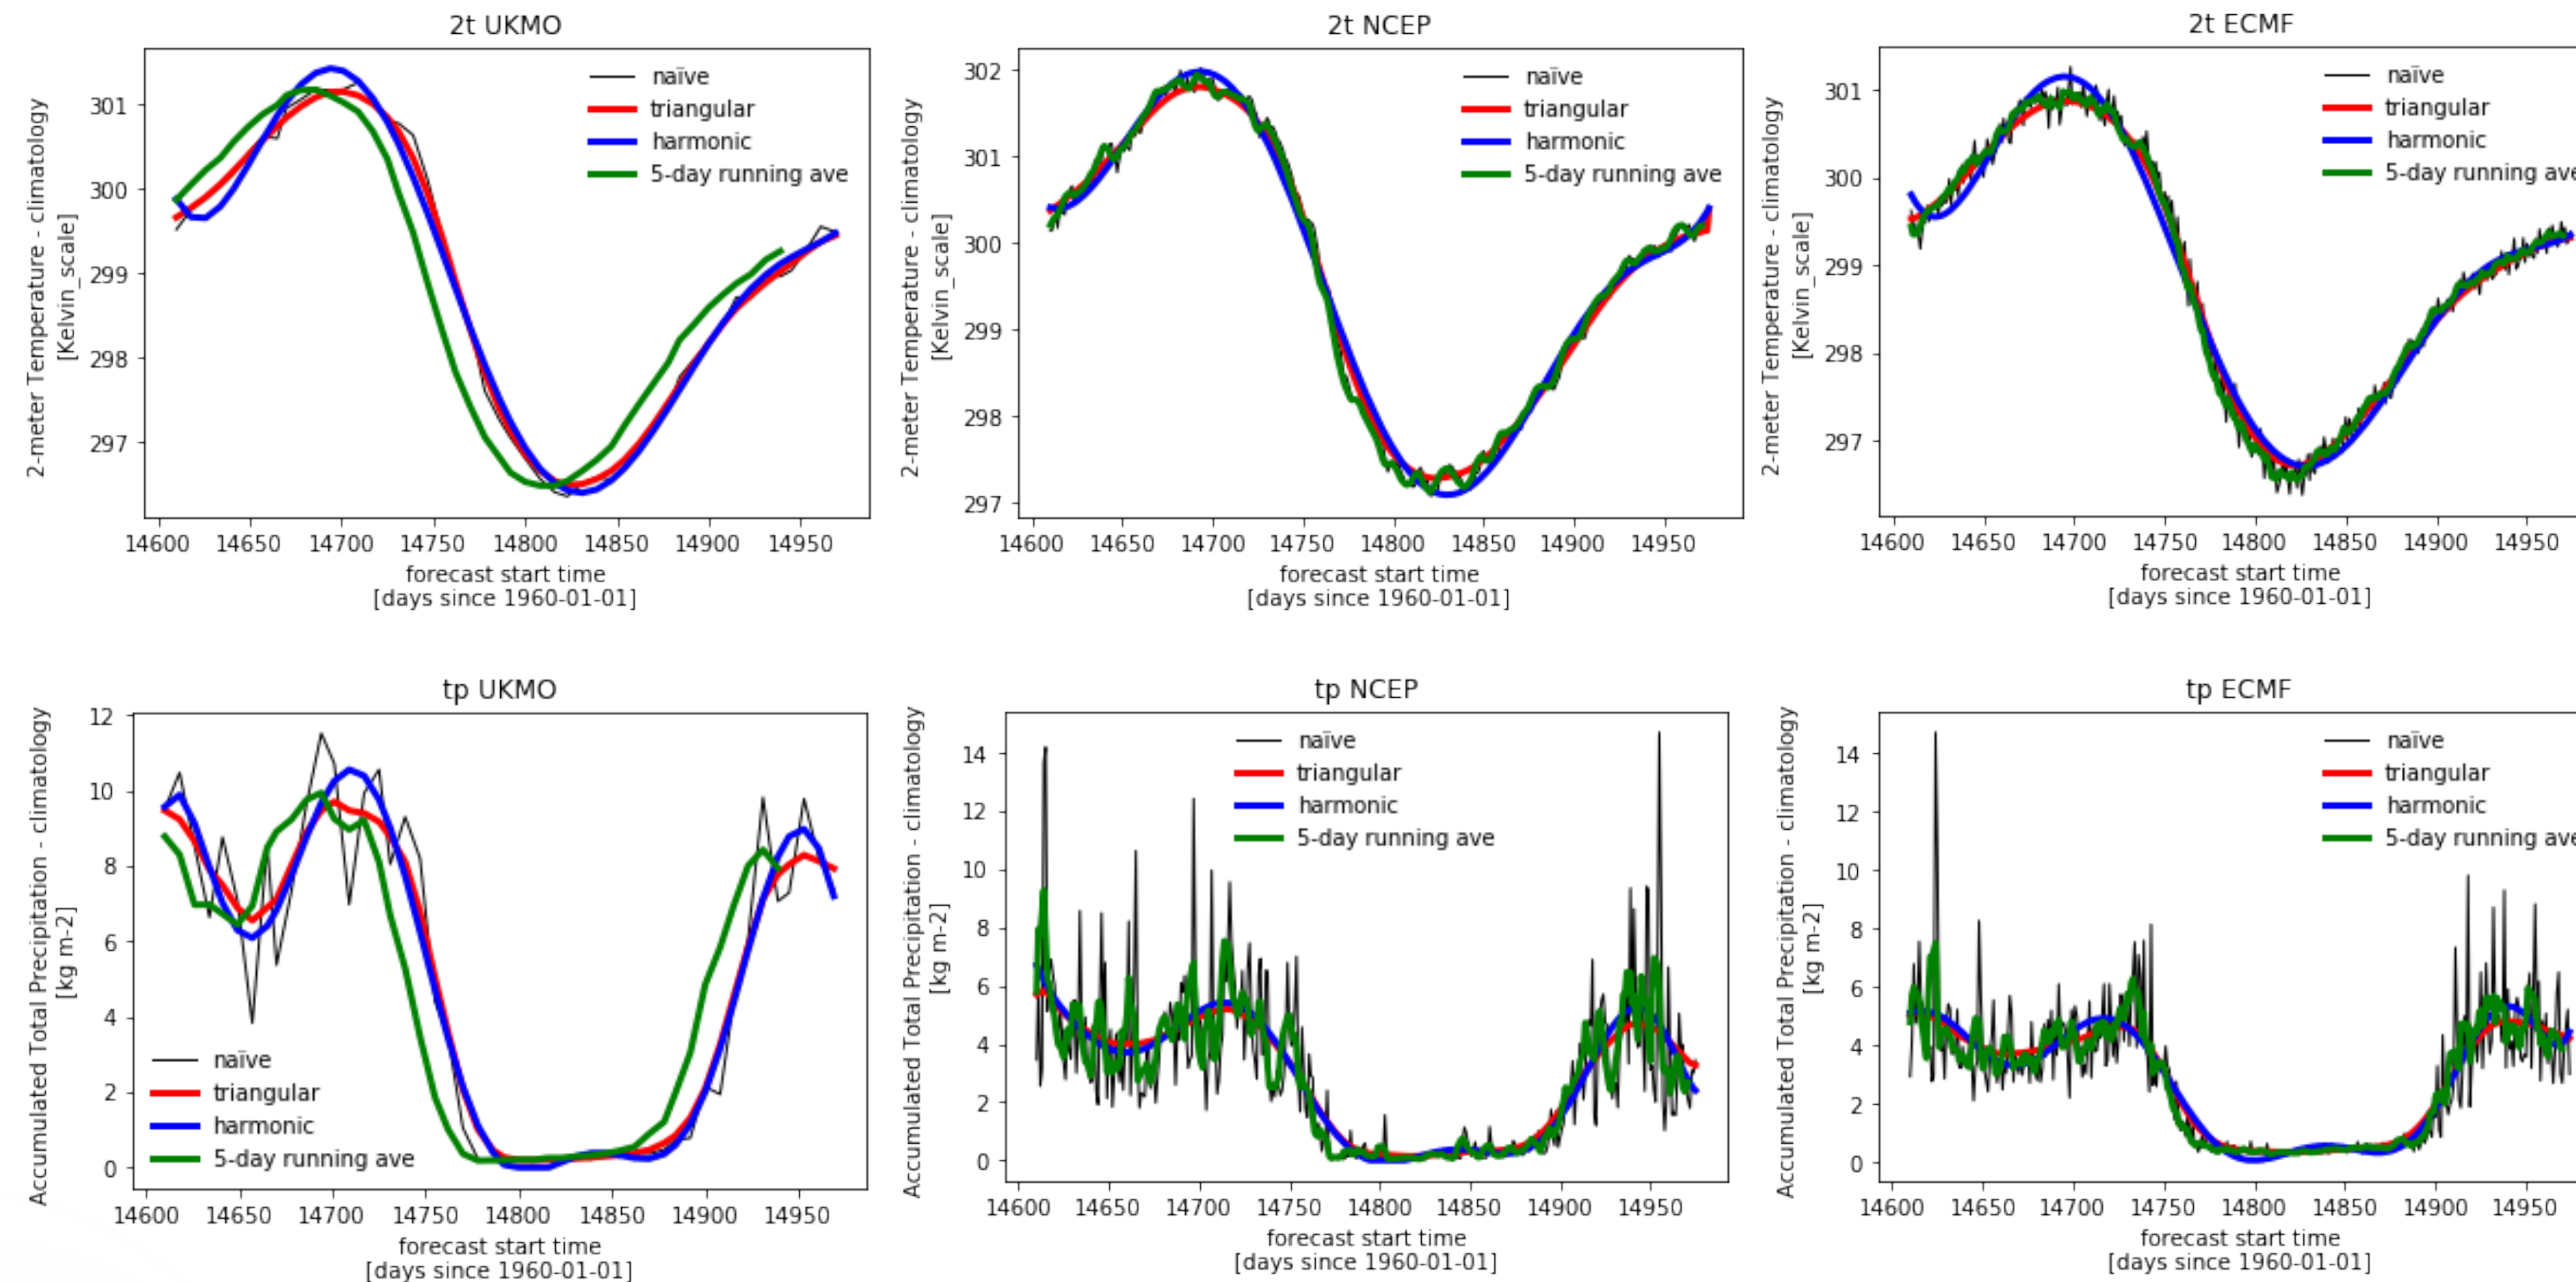 2t UKMO
2-meter Temperature - climatology
[Kelvin_scale]
301
300
299
298
297
naïve
triangular
harmonic
5-day running ave
14600 14650 14700 14750 14800 14850 14900 14950
forecast start time
[days since 1960-01-01]
2t NCEP
2-meter Temperature - climatology
[Kelvin_scale]
302
301
300
299
298
297
naïve
triangular
harmonic
5-day running ave
14600 14650 14700 14750 14800 14850 14900 14950
forecast start time
[days since 1960-01-01]
2t ECMF
2-meter Temperature - climatology
[Kelvin_scale]
301
300
299
298
297
naïve
triangular
harmonic
5-day running ave
14600 14650 14700 14750 14800 14850 14900 14950
forecast start time
[days since 1960-01-01]
tp UKMO
Accumulated Total Precipitation - climatology
[kg m-2]
12
10
8
6
4
2
0
naïve
triangular
harmonic
5-day running ave
14600 14650 14700 14750 14800 14850 14900 14950
forecast start time
[days since 1960-01-01]
tp NCEP
Accumulated Total Precipitation - climatology
[kg m-2]
14
12
10
8
6
4
2
0
naïve
triangular
harmonic
5-day running ave
14600 14650 14700 14750 14800 14850 14900 14950
forecast start time
[days since 1960-01-01]
tp ECMF
Accumulated Total Precipitation - climatology
[kg m-2]
14
12
10
8
6
4
2
0
naïve
triangular
harmonic
5-day running ave
14600 14650 14700 14750 14800 14850 14900 14950
forecast start time
[days since 1960-01-01]